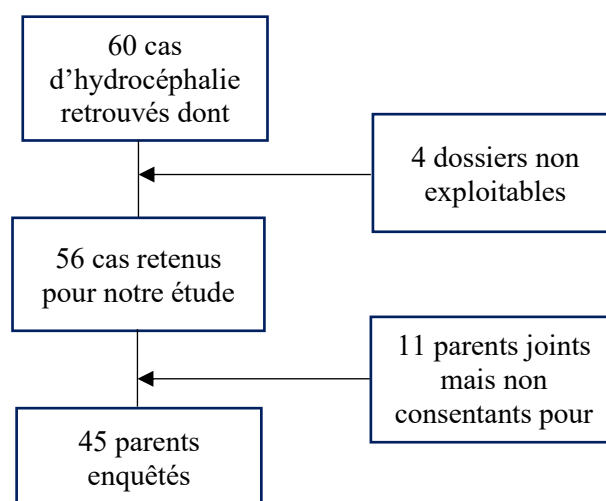 60 cas
d’hydrocéphalie
retrouvés dont
4 dossiers non
exploitables
56 cas retenus
pour notre étude
11 parents joints
mais non
consentants pour
45 parents
enquêtés